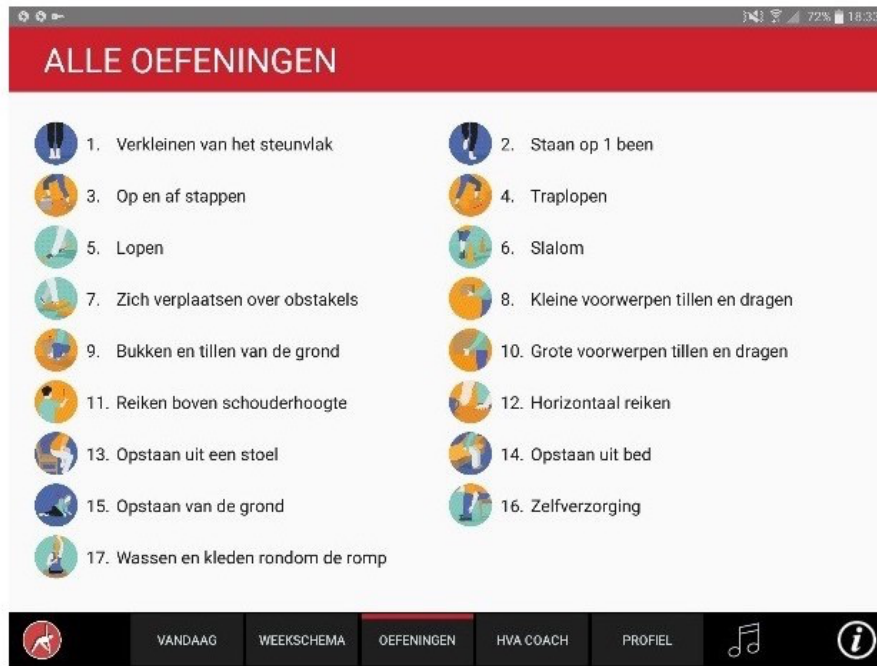 72% 18:33
ALLE OEFENINGEN
1. Verkleinen van het steunvlak
2. Staan op 1 been
3. Op en af stappen
4. Traplopen
5. Lopen
6. Slalom
7. Zich verplaatsen over obstakels
8. Kleine voorwerpen tillen en dragen
9. Bukken en tillen van de grond
10. Grote voorwerpen tillen en dragen
11. Reiken boven schouderhoogte
12. Horizontaal reiken
13. Opstaan uit een stoel
14. Opstaan uit bed
15. Opstaan van de grond
16. Zelfverzorging
17. Wassen en kleden rondom de romp
VANDAAG WEEKSCHEMA OEFENINGEN HVA COACH PROFIEL